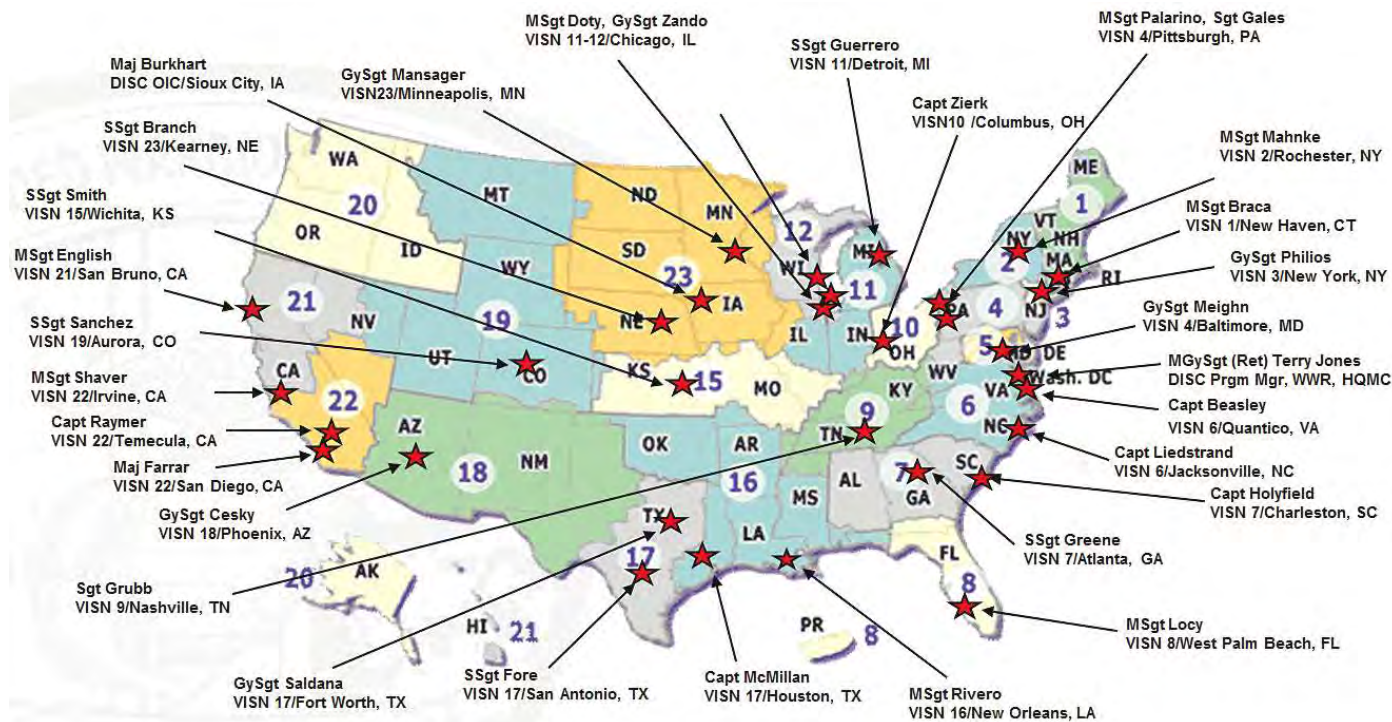 MSgt Doty, GySgt Zando
VISN 11-12/Chicago, IL
MSgt Palarino, Sgt Gales
VISN 4/Pittsburgh, PA
SSgt Guerrero
VISN 11/Detroit, MI
Maj Burkhart
DISC OIC/Sioux City, IA
GySgt Mansager
VISN23/Minneapolis, MN
Capt Zierk
VISN10 /Columbus, OH
SSgt Branch
VISN 23/Kearney, NE
MSgt Mahnke
VISN 2/Rochester, NY
SSgt Smith
VISN 15/Wichita, KS
MSgt Braca
VISN 1/New Haven, CT
MSgt English
VISN 21/San Bruno, CA
GySgt Philios
VISN 3/New York, NY
SSgt Sanchez
VISN 19/Aurora, CO
GySgt Meighn
VISN 4/Baltimore, MD
MSgt Shaver
VISN 22/Irvine, CA
MGySgt (Ret) Terry Jones
DISC Prgm Mgr, WWR, HQMC
Capt Raymer
VISN 22/Temecula, CA
Capt Beasley
VISN 6/Quantico, VA
Maj Farrar
VISN 22/San Diego, CA
Capt Liedstrand
VISN 6/Jacksonville, NC
GySgt Cesky
VISN 18/Phoenix, AZ
Capt Holyfield
VISN 7/Charleston, SC
Sgt Grubb
VISN 9/Nashville, TN
SSgt Greene
VISN 7/Atlanta, GA
GySgt Saldana
VISN 17/Fort Worth, TX
SSgt Fore
VISN 17/San Antonio, TX
Capt McMillan
VISN 17/Houston, TX
MSgt Rivero
VISN 16/New Orleans, LA
MSgt Locy
VISN 8/West Palm Beach, FL
WA
20
OR
ID
MT
ND
MN
SD
23
WY
NE
IA
12
WI
MI
11
IL
IN
10
OH
ME
1
VT
NH
NY
2
MA
RI
4
PA
NJ
3
5
MD
DE
Wash. DC
WV
VA
6
NC
KY
9
TN
21
NV
CA
22
UT
19
CO
KS
15
MO
AZ
NM
18
OK
AR
16
MS
LA
AL
7
GA
SC
TX
17
FL
8
20
AK
HI
21
PR
8